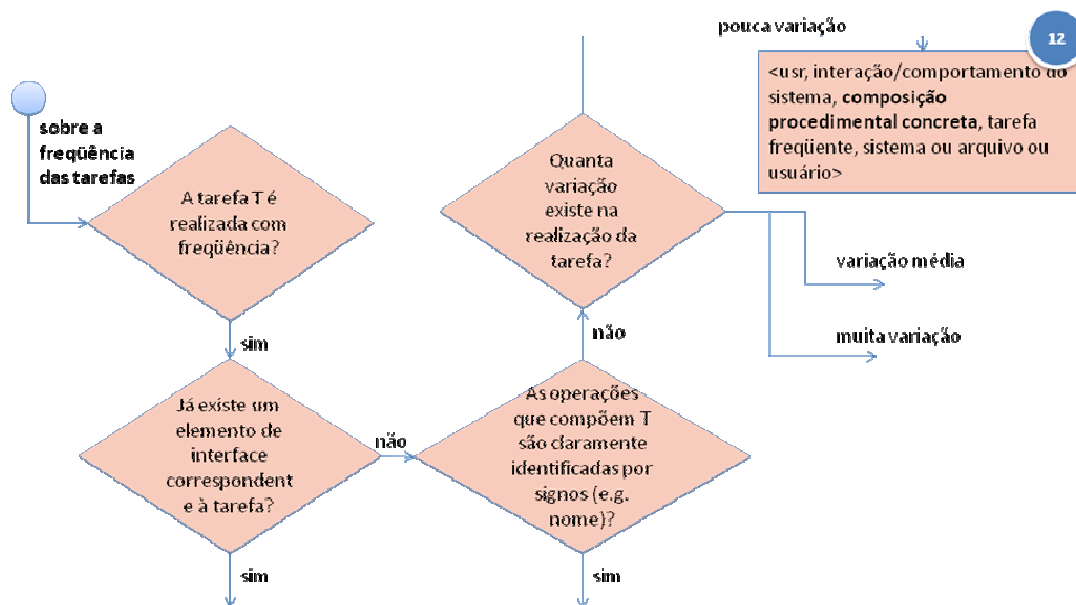 sobre a
freqüência
das tarefas
A tarefa T é
realizada com
freqüência?
sim
Já existe um
elemento de
interface
correspondent
e à tarefa?
sim
não
As operações
que compõem T
são claramente
identificadas por
signos (e.g.
nome)?
sim
não
Quanta
variação
existe na
realização da
tarefa?
pouca variação
12
<usr, interação/comportamento do
sistema, composição
procedimental concreta, tarefa
freqüente, sistema ou arquivo ou
usuário>
variação média
muita variação